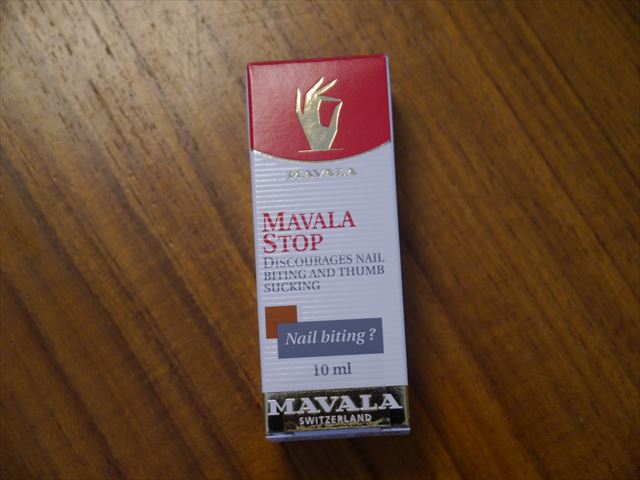 MAVALA
MAVALA
STOP
DISCOURAGES NAIL
BITING AND THUMB
SUCKING
Nail biting ?
10 ml
MAVALA
SWITZERLAND